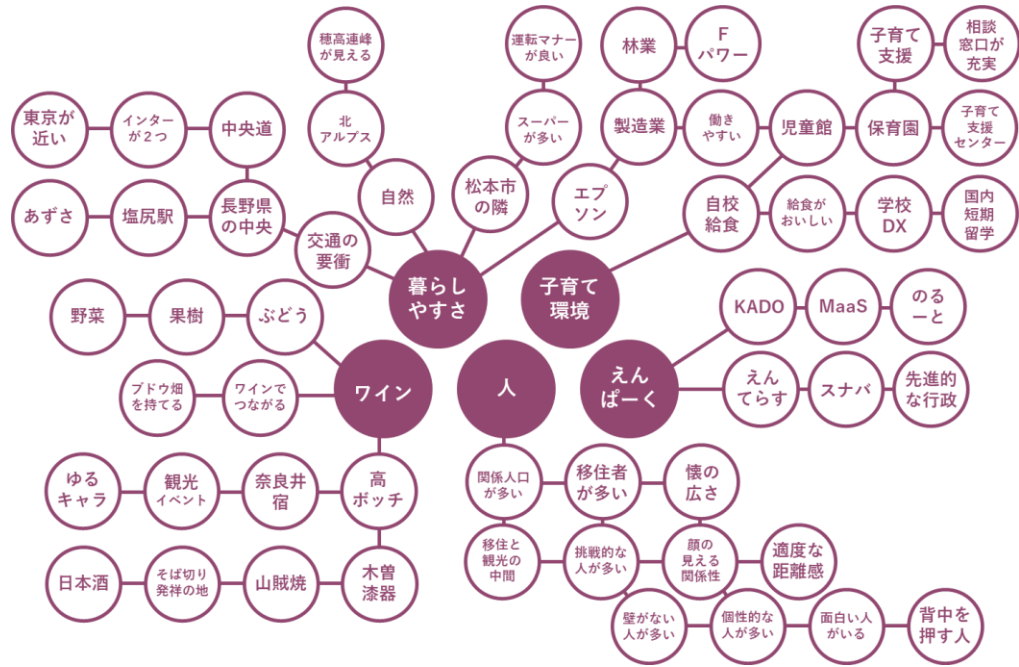 穂高連峰
が見える
運転マナー
が良い
林業
F
パワー
子育て
支援
相談
窓口が
充実
東京が
近い
インター
が２つ
中央道
北
アルプス
スーパー
が多い
製造業
働き
やすい
児童館
保育園
子育て
支援
センター
あずさ
塩尻駅
長野県
の中央
交通の
要衝
自然
松本市
の隣
エプ
ソン
自校
給食
給食が
おいしい
学校
DX
国内
短期
留学
暮らし
やすさ
子育て
環境
野菜
果樹
ぶどう
KADO
MaaS
のる
ーと
ブドウ畑
を持てる
ワインで
つながる
ワイン
人
えん
ぱーく
えん
てらす
スナバ
先進的
な行政
ゆる
キャラ
観光
イベント
奈良井
宿
高
ボッチ
関係人口
が多い
移住者
が多い
懐の
広さ
日本酒
そば切り
発祥の地
山賊焼
木曽
漆器
移住と
観光の
中間
挑戦的な
人が多い
顔の
見える
関係性
適度な
距離感
壁がない
人が多い
個性的な
人が多い
面白い人
がいる
背中を
押す人